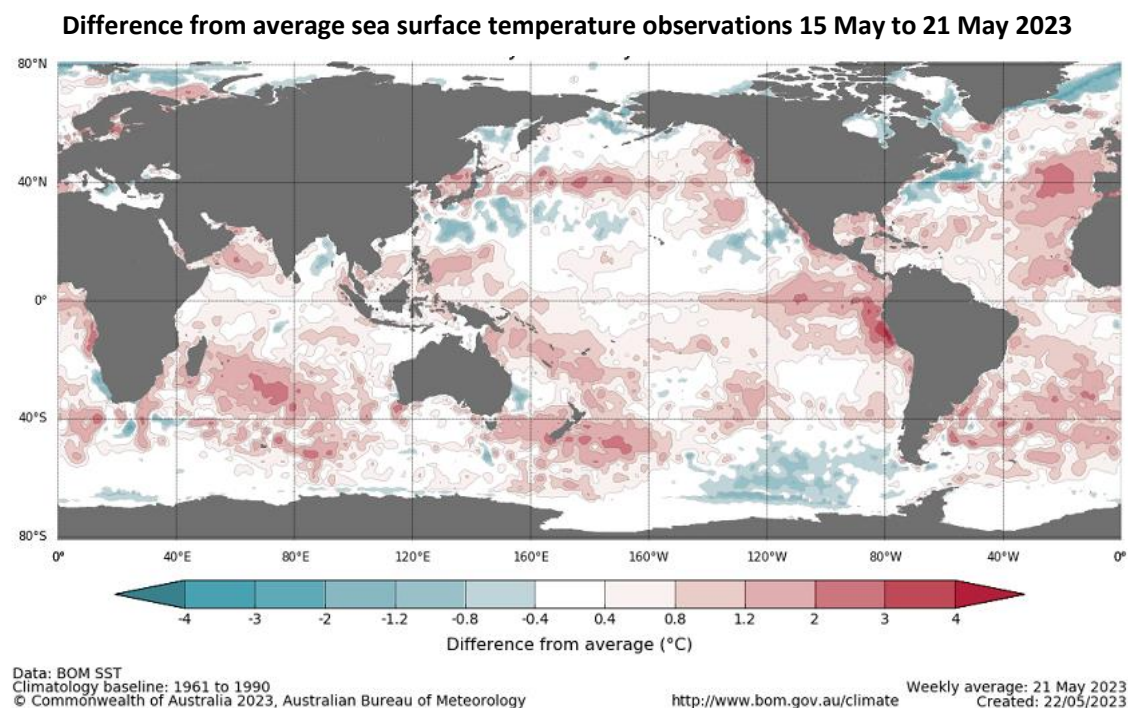 Difference from average sea surface temperature observations 15 May to 21 May 2023
80°N
40°N
0°
40°S
80°S
0° 40°E 80°E 120°E 160°E 160°W 120°W 80°W 40°W 0°
-4 -3 -2 -1.2 -0.8 -0.4 0.4 0.8 1.2 2 3 4
Difference from average (°C)
Data: BOM SST
Climatology baseline: 1961 to 1990
© Commonwealth of Australia 2023, Australian Bureau of Meteorology
http://www.bom.gov.au/climate
Weekly average: 21 May 2023
Created: 22/05/2023